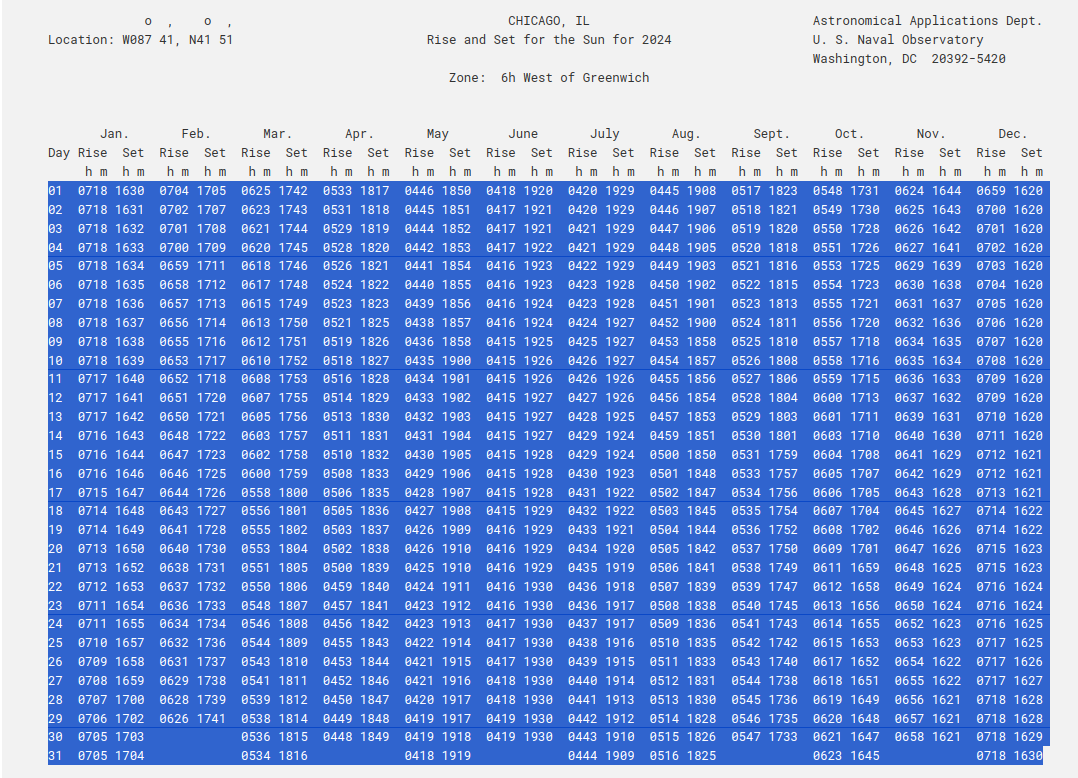 o , o , CHICAGO, IL Astronomical Applications Dept.
Location: W087 41, N41 51 Rise and Set for the Sun for 2024 U. S. Naval Observatory
Washington, DC 20392-5420
Zone: 6h West of Greenwich
Jan. Feb. Mar. Apr. May June July Aug. Sept. Oct. Nov. Dec.
Day Rise Set Rise Set Rise Set Rise Set Rise Set Rise Set Rise Set Rise Set Rise Set Rise Set Rise Set Rise Set
h m h m h m h m h m h m h m h m h m h m h m h m h m h m h m h m h m h m h m h m h m h m h m h m
01 0718 1630 0704 1705 0625 1742 0533 1817 0446 1850 0418 1920 0420 1929 0445 1908 0517 1823 0548 1731 0624 1644 0659 1620
02 0718 1631 0702 1707 0623 1743 0531 1818 0445 1851 0417 1921 0420 1929 0446 1907 0518 1821 0549 1730 0625 1643 0700 1620
03 0718 1632 0701 1708 0621 1744 0529 1819 0444 1852 0417 1921 0421 1929 0447 1906 0519 1820 0550 1728 0626 1642 0701 1620
04 0718 1633 0700 1709 0620 1745 0528 1820 0442 1853 0417 1922 0421 1929 0448 1905 0520 1818 0551 1726 0627 1641 0702 1620
05 0718 1634 0659 1711 0618 1746 0526 1821 0441 1854 0416 1923 0422 1929 0449 1903 0521 1816 0553 1725 0629 1639 0703 1620
06 0718 1635 0658 1712 0617 1748 0524 1822 0440 1855 0416 1923 0423 1928 0450 1902 0522 1815 0554 1723 0630 1638 0704 1620
07 0718 1636 0657 1713 0615 1749 0523 1823 0439 1856 0416 1924 0423 1928 0451 1901 0523 1813 0555 1721 0631 1637 0705 1620
08 0718 1637 0656 1714 0613 1750 0521 1825 0438 1857 0416 1924 0424 1927 0452 1900 0524 1811 0556 1720 0632 1636 0706 1620
09 0718 1638 0655 1716 0612 1751 0519 1826 0436 1858 0415 1925 0425 1927 0453 1858 0525 1810 0557 1718 0634 1635 0707 1620
10 0718 1639 0653 1717 0610 1752 0518 1827 0435 1900 0415 1926 0426 1927 0454 1857 0526 1808 0558 1716 0635 1634 0708 1620
11 0717 1640 0652 1718 0608 1753 0516 1828 0434 1901 0415 1926 0426 1926 0455 1856 0527 1806 0559 1715 0636 1633 0709 1620
12 0717 1641 0651 1720 0607 1755 0514 1829 0433 1902 0415 1927 0427 1926 0456 1854 0528 1804 0600 1713 0637 1632 0709 1620
13 0717 1642 0650 1721 0605 1756 0513 1830 0432 1903 0415 1927 0428 1925 0457 1853 0529 1803 0601 1711 0639 1631 0710 1620
14 0716 1643 0648 1722 0603 1757 0511 1831 0431 1904 0415 1927 0429 1924 0459 1851 0530 1801 0603 1710 0640 1630 0711 1620
15 0716 1644 0647 1723 0602 1758 0510 1832 0430 1905 0415 1928 0429 1924 0500 1850 0531 1759 0604 1708 0641 1629 0712 1621
16 0716 1646 0646 1725 0600 1759 0508 1833 0429 1906 0415 1928 0430 1923 0501 1848 0533 1757 0605 1707 0642 1629 0712 1621
17 0715 1647 0644 1726 0558 1800 0506 1835 0428 1907 0415 1928 0431 1922 0502 1847 0534 1756 0606 1705 0643 1628 0713 1621
18 0714 1648 0643 1727 0556 1801 0505 1836 0427 1908 0415 1929 0432 1922 0503 1845 0535 1754 0607 1704 0645 1627 0714 1622
19 0714 1649 0641 1728 0555 1802 0503 1837 0426 1909 0416 1929 0433 1921 0504 1844 0536 1752 0608 1702 0646 1626 0714 1622
20 0713 1650 0640 1730 0553 1804 0502 1838 0426 1910 0416 1929 0434 1920 0505 1842 0537 1750 0609 1701 0647 1626 0715 1623
21 0713 1652 0638 1731 0551 1805 0500 1839 0425 1910 0416 1929 0435 1919 0506 1841 0538 1749 0611 1659 0648 1625 0715 1623
22 0712 1653 0637 1732 0550 1806 0459 1840 0424 1911 0416 1930 0436 1918 0507 1839 0539 1747 0612 1658 0649 1624 0716 1624
23 0711 1654 0636 1733 0548 1807 0457 1841 0423 1912 0416 1930 0436 1917 0508 1838 0540 1745 0613 1656 0650 1624 0716 1624
24 0711 1655 0634 1734 0546 1808 0456 1842 0423 1913 0417 1930 0437 1917 0509 1836 0541 1743 0614 1655 0652 1623 0716 1625
25 0710 1657 0632 1736 0544 1809 0455 1843 0422 1914 0417 1930 0438 1916 0510 1835 0542 1742 0615 1653 0653 1623 0717 1625
26 0709 1658 0631 1737 0543 1810 0453 1844 0421 1915 0417 1930 0439 1915 0511 1833 0543 1740 0617 1652 0654 1622 0717 1626
27 0708 1659 0629 1738 0541 1811 0452 1846 0421 1916 0418 1930 0440 1914 0512 1831 0544 1738 0618 1651 0655 1622 0717 1627
28 0707 1700 0628 1739 0539 1812 0450 1847 0420 1917 0418 1930 0441 1913 0513 1830 0545 1736 0619 1649 0656 1621 0718 1628
29 0706 1702 0626 1741 0538 1814 0449 1848 0419 1917 0419 1930 0442 1912 0514 1828 0546 1735 0620 1648 0657 1621 0718 1628
30 0705 1703 0536 1815 0448 1849 0419 1918 0419 1930 0443 1910 0515 1826 0547 1733 0621 1647 0658 1621 0718 1629
31 0705 1704 0534 1816 0418 1919 0444 1909 0516 1825 0623 1645 0718 1630